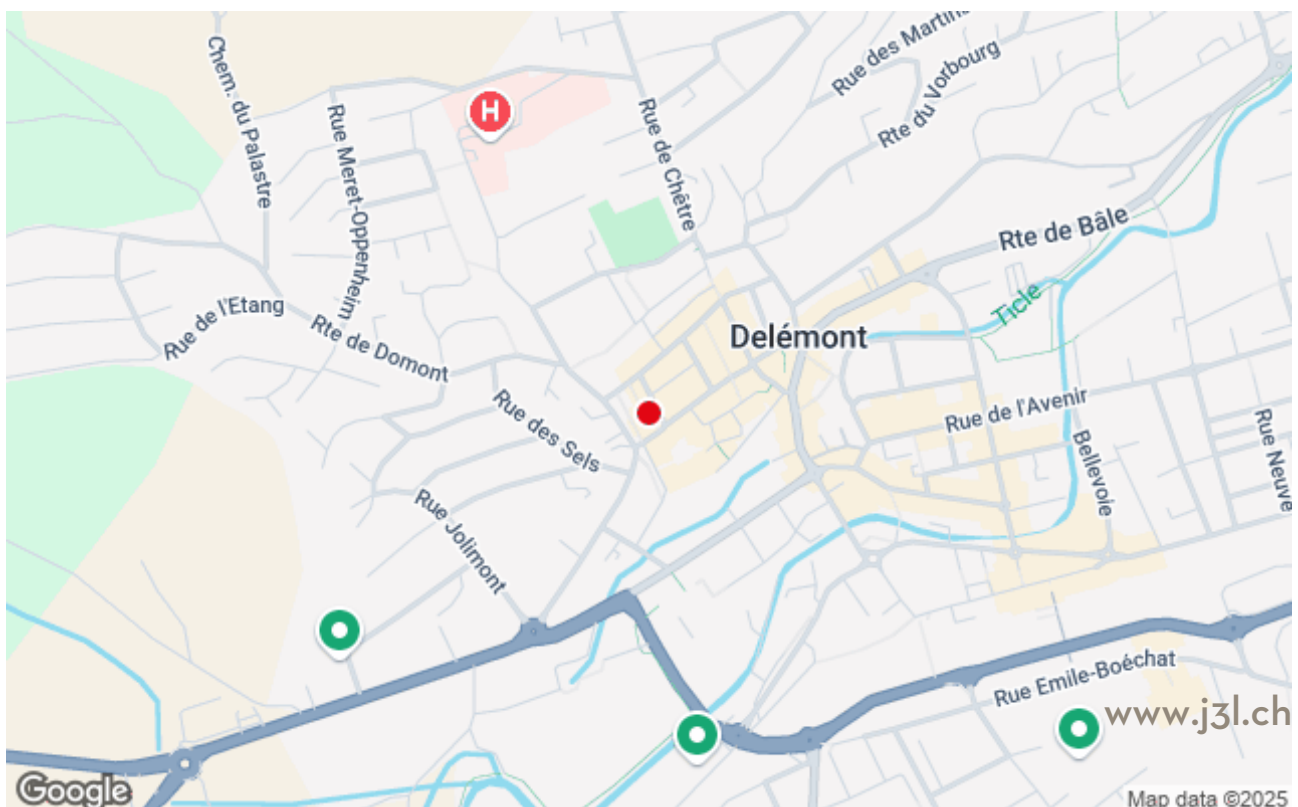 Rue des Martins
Chem. du Palastre
Rue Meret-Oppenheim
H
Rue de Chêtre
Rte du Vorbourg
Rte de Bâle
Ticle
Rue de l'Etang
Rte de Domont
Delémont
Rue des Sels
Rue de l'Avenir
Bellevoie
Rue Neuve
Rue Jolimont
Rue Emile-Boéchat
www.j3l.ch
Google
Map data ©2025